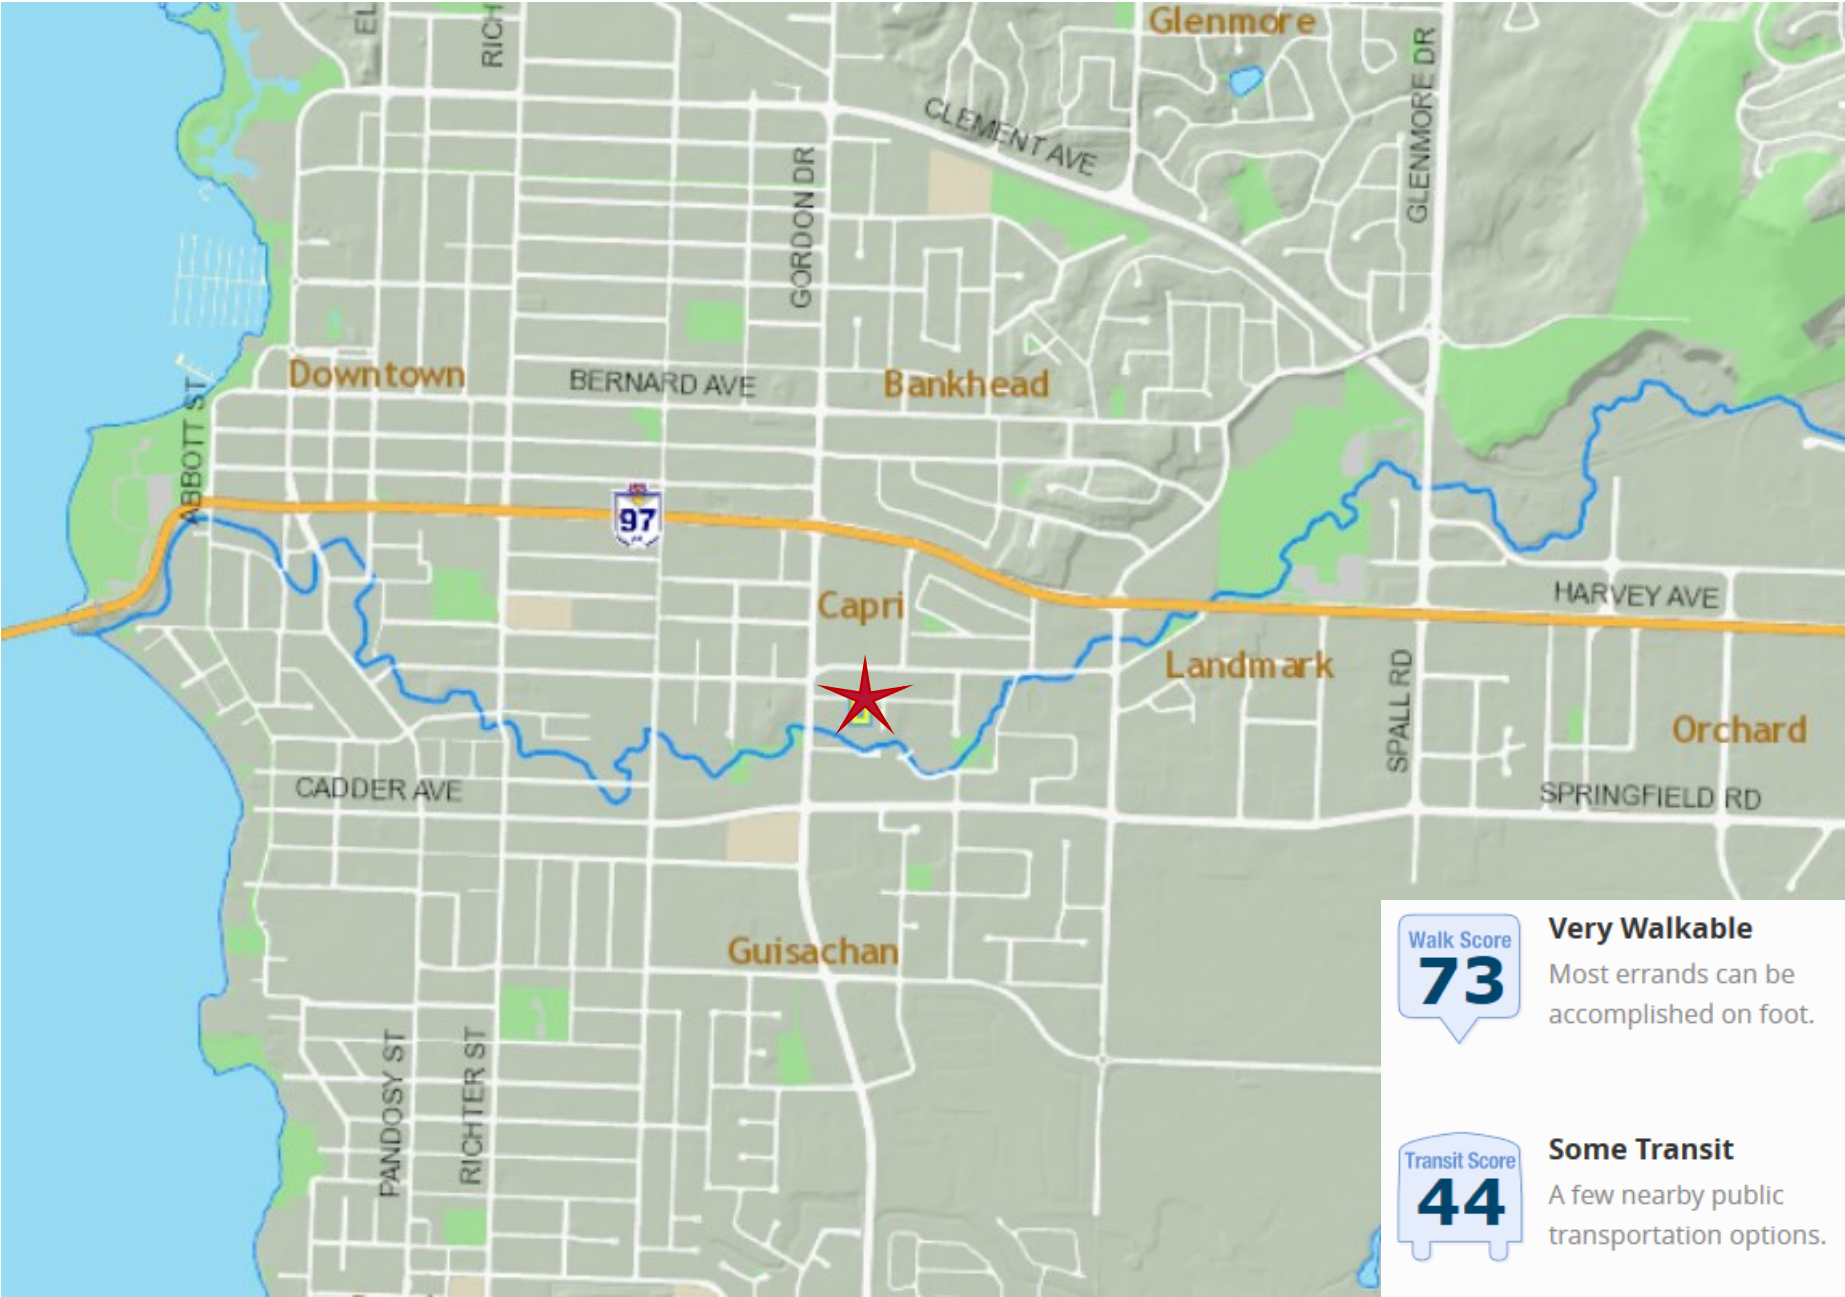 EL
RICH
Glenmore
GLENMORE DR
CLEMENT AVE
GORDON DR
Downtown
BERNARD AVE
Bankhead
ABBOTT ST
97
Capri
HARVEY AVE
Landmark
SPALL RD
Orchard
CADDER AVE
SPRINGFIELD RD
Guisachan
PANDOSY ST
RICHTER ST
Walk Score
73
Very Walkable
Most errands can be
accomplished on foot.
Transit Score
44
Some Transit
A few nearby public
transportation options.